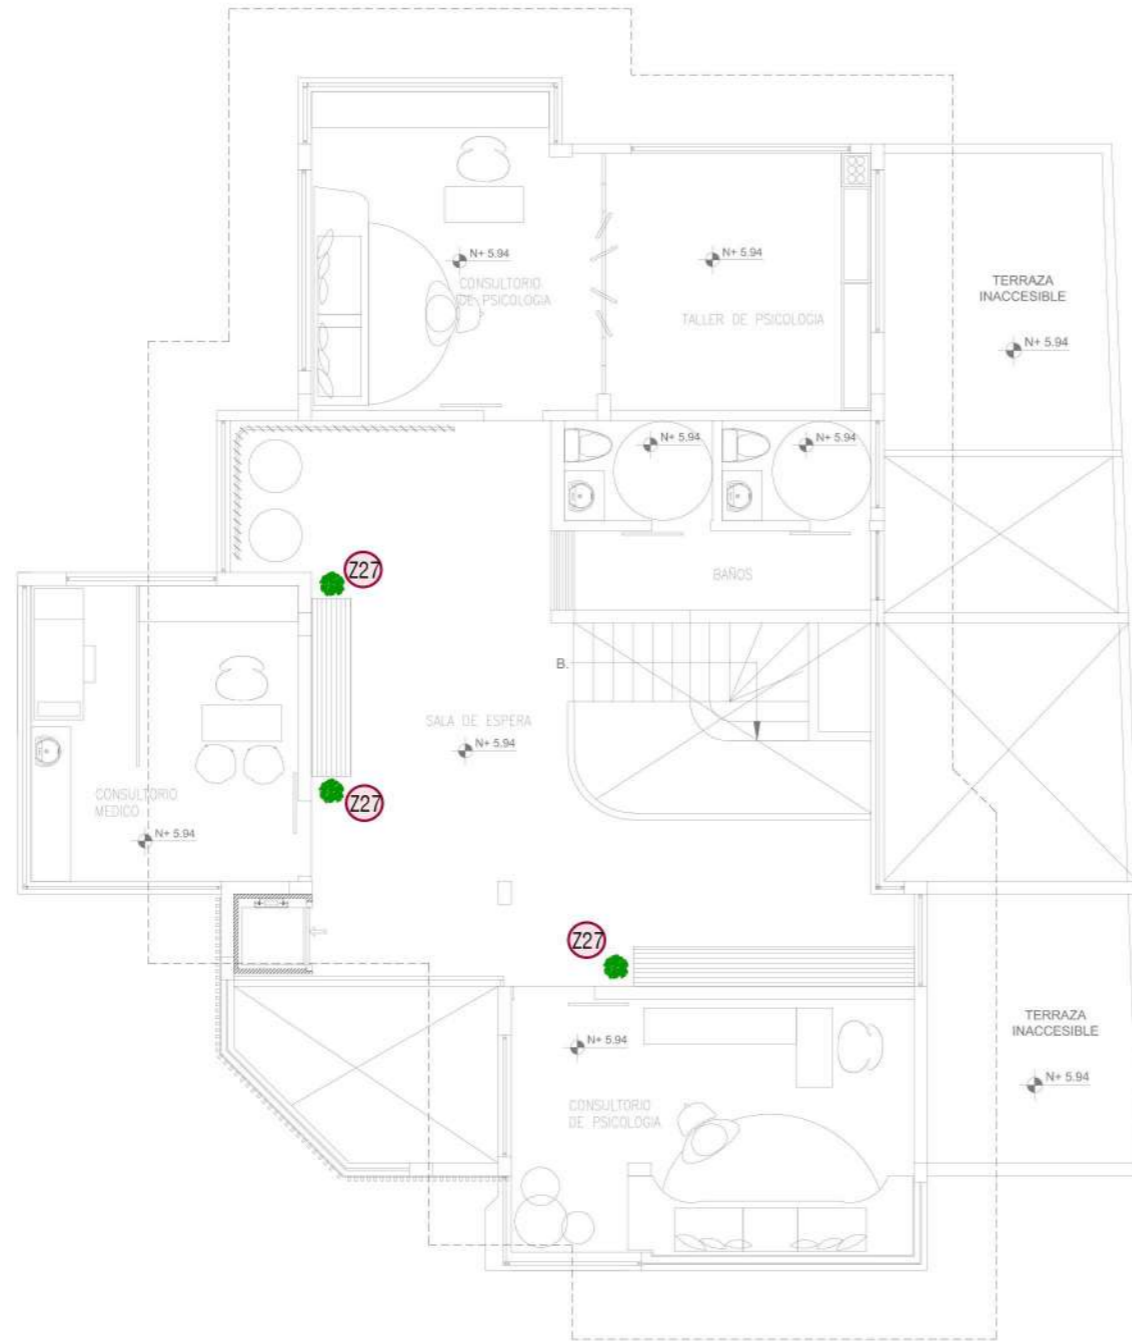 N+ 5.94
CONSULTORIO
DE PSICOLOGIA
N+ 5.94
TALLER DE PSICOLOGIA
TERRAZA
INACCESIBLE
N+ 5.94
N+ 5.94
N+ 5.94
Z27
BAÑOS
B.
SALA DE ESPERA
N+ 5.94
Z27
CONSULTORIO
MEDICO
N+ 5.94
Z27
N+ 5.94
TERRAZA
INACCESIBLE
N+ 5.94
CONSULTORIO
DE PSICOLOGIA